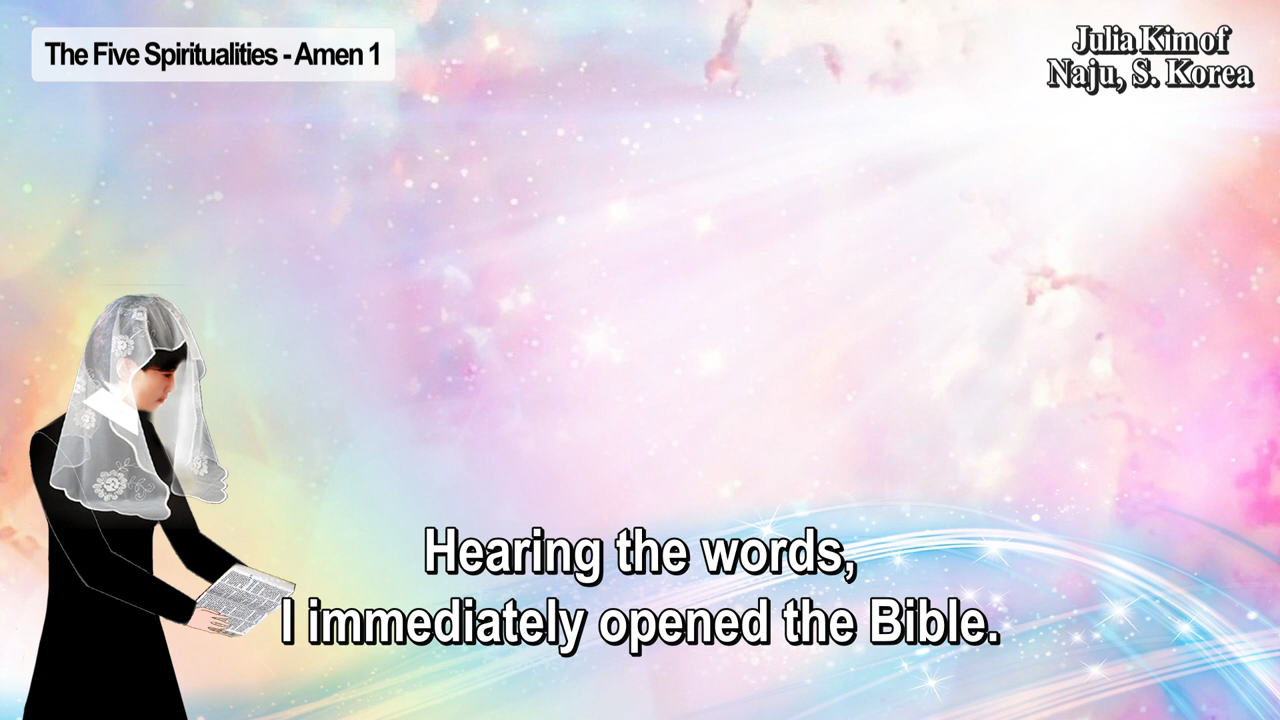 The Five Spiritualities - Amen 1
Julia Kim of
Naju, S. Korea
Hearing the words,
I immediately opened the Bible.